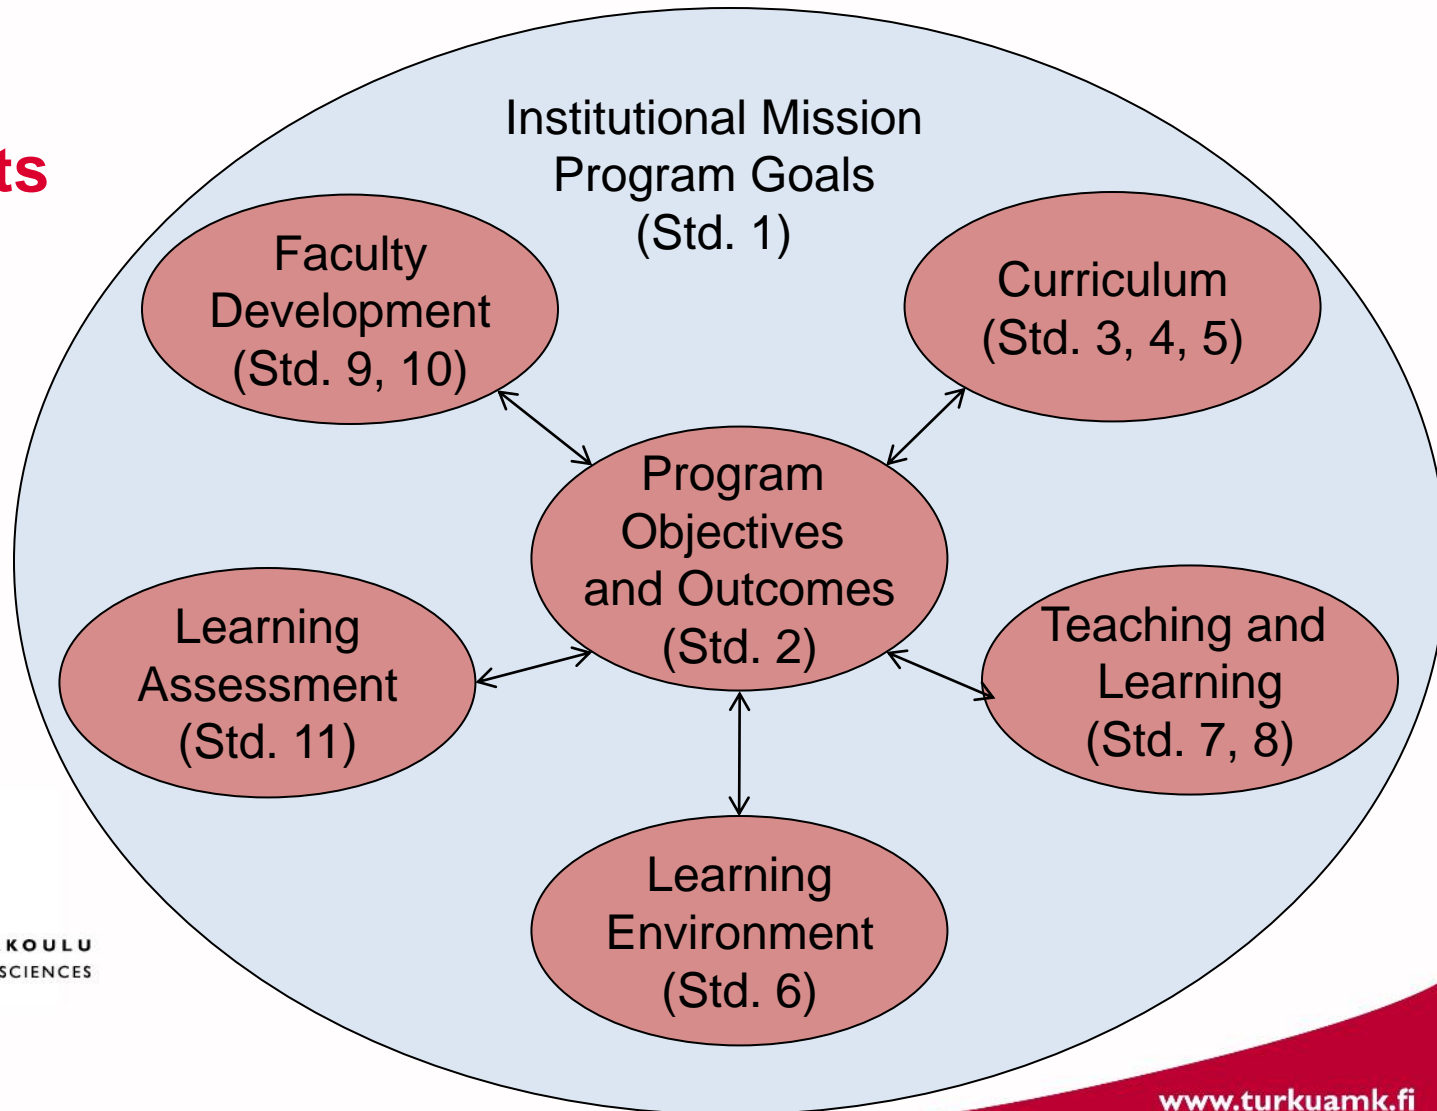 ts
Institutional Mission
Program Goals
(Std. 1)
Faculty
Development
(Std. 9, 10)
Curriculum
(Std. 3, 4, 5)
Program
Objectives
and Outcomes
(Std. 2)
Learning
Assessment
(Std. 11)
Teaching and
Learning
(Std. 7, 8)
Learning
Environment
(Std. 6)
KOULU
SCIENCES
www.turkuamk.fi